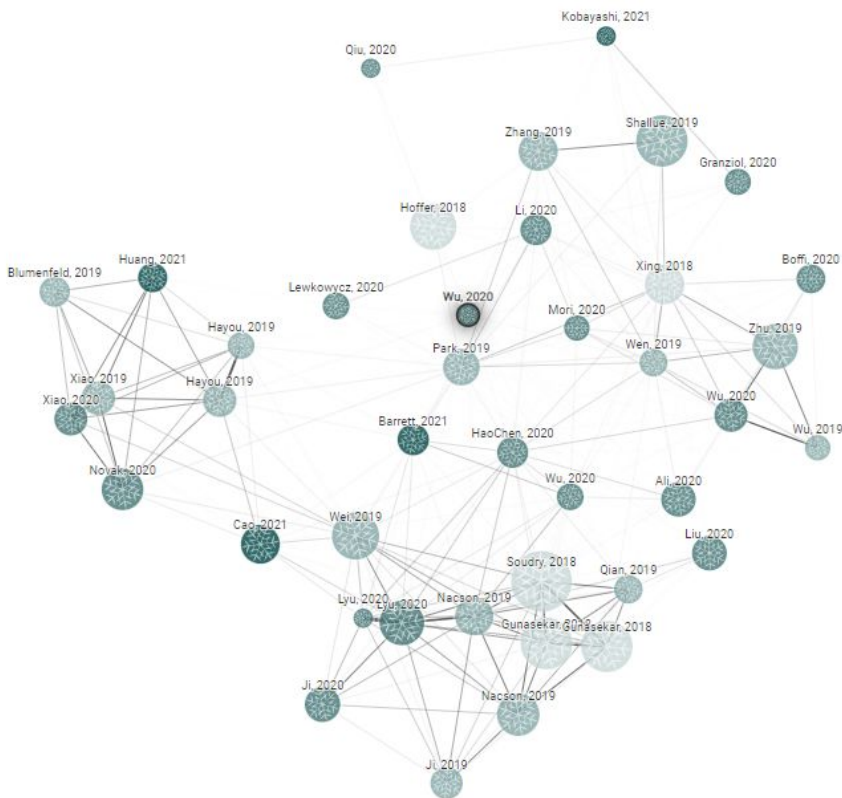 Kobayashi, 2021
Qiu, 2020
Shallue, 2019
Zhang, 2019
Granziol, 2020
Hoffer, 2018
Li, 2020
Huang, 2021
Blumenfeld, 2019
Xing, 2018
Boffi, 2020
Lewkowycz, 2020
Wu, 2020
Mori, 2020
Hayou, 2019
Zhu, 2019
Park, 2019
Wen, 2019
Xiao, 2019
Hayou, 2019
Xiao, 2020
Wu, 2020
Wu, 2019
Barrett, 2021
HaoChen, 2020
Novak, 2020
Wu, 2020
Ali, 2020
Wei, 2019
Cao, 2021
Liu, 2020
Soudry, 2018
Qian, 2019
Lyu, 2020
Nacson, 2019
Lyu, 2020
Gunasekar,
Gunasekar, 2018
Ji, 2020
Nacson, 2019
Ji, 2019